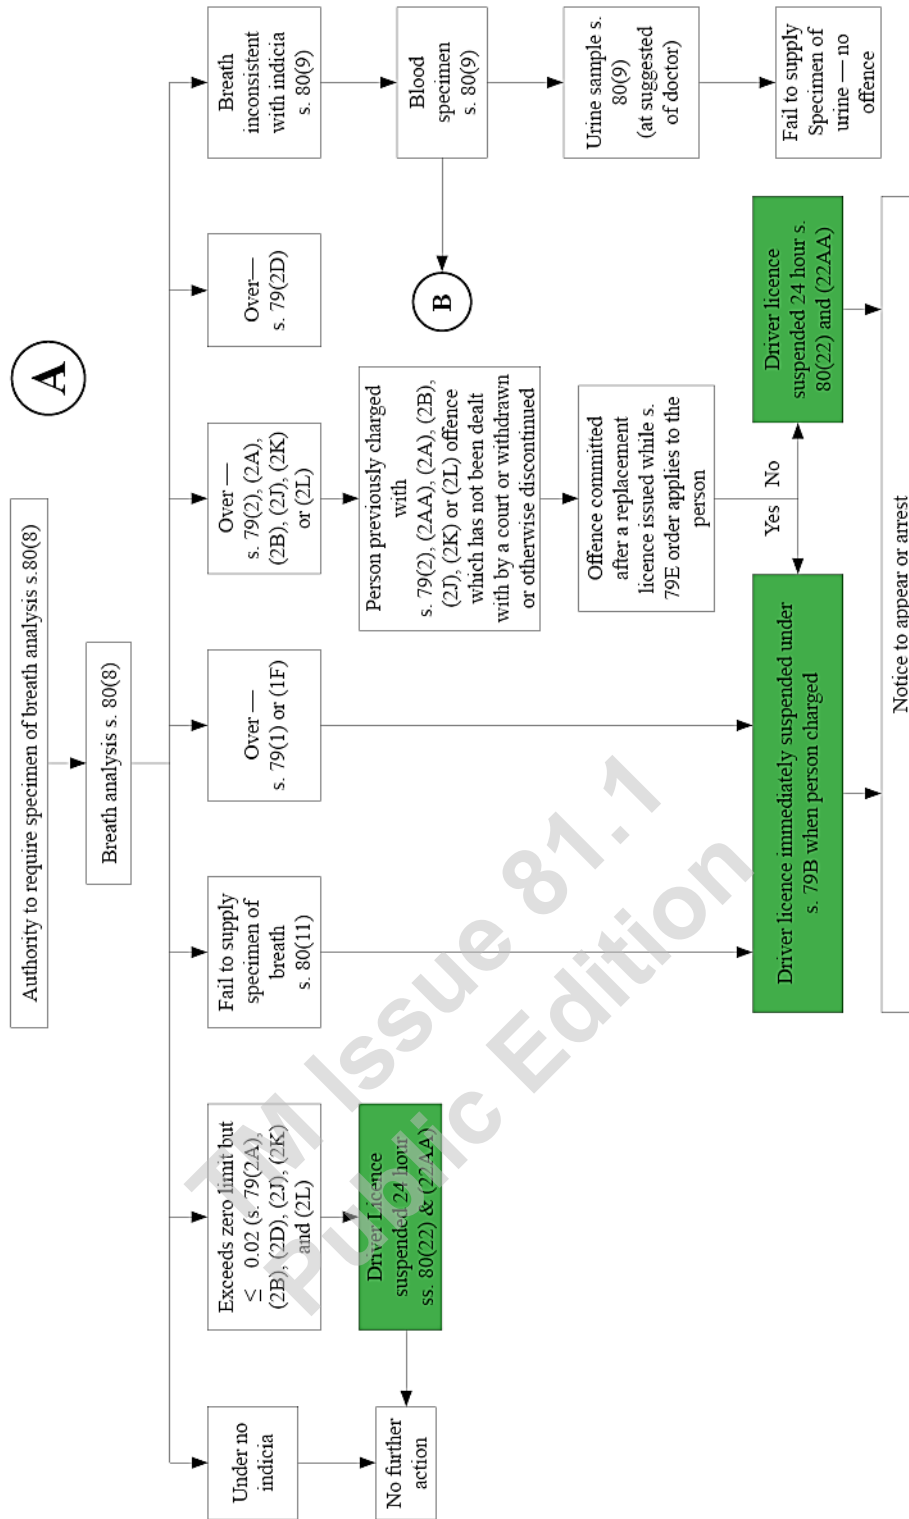 A
Authority to require specimen of breath analysis s.80(8)
Breath analysis s. 80(8)
Under no
indicia
Exceeds zero limit but
≤ 0.02 (s. 79(2A),
(2B), (2D), (2J), (2K)
and (2L)
Fail to supply
specimen of
breath
s. 80(11)
Over —
s. 79(1) or (1F)
Over —
s. 79(2), (2A),
(2B), (2J), (2K)
or (2L)
Over—
s. 79(2D)
Breath
inconsistent
with indicia
s. 80(9)
No further
action
Driver Licence
suspended 24 hour
ss. 80(22) & (22AA)
Person previously charged
with
s. 79(2), (2AA), (2A), (2B),
(2J), (2K) or (2L) offence
which has not been dealt
with by a court or withdrawn
or otherwise discontinued
B
Blood
specimen
s. 80(9)
Offence committed
after a replacement
licence issued while s.
79E order applies to the
person
Urine sample s.
80(9)
(at suggested
of doctor)
Yes No
Driver licence immediately suspended under
s. 79B when person charged
Driver licence
suspended 24 hour s.
80(22) and (22AA)
Fail to supply
Specimen of
urine — no
offence
Notice to appear or arrest
TM Issue 81.1
Public Edition